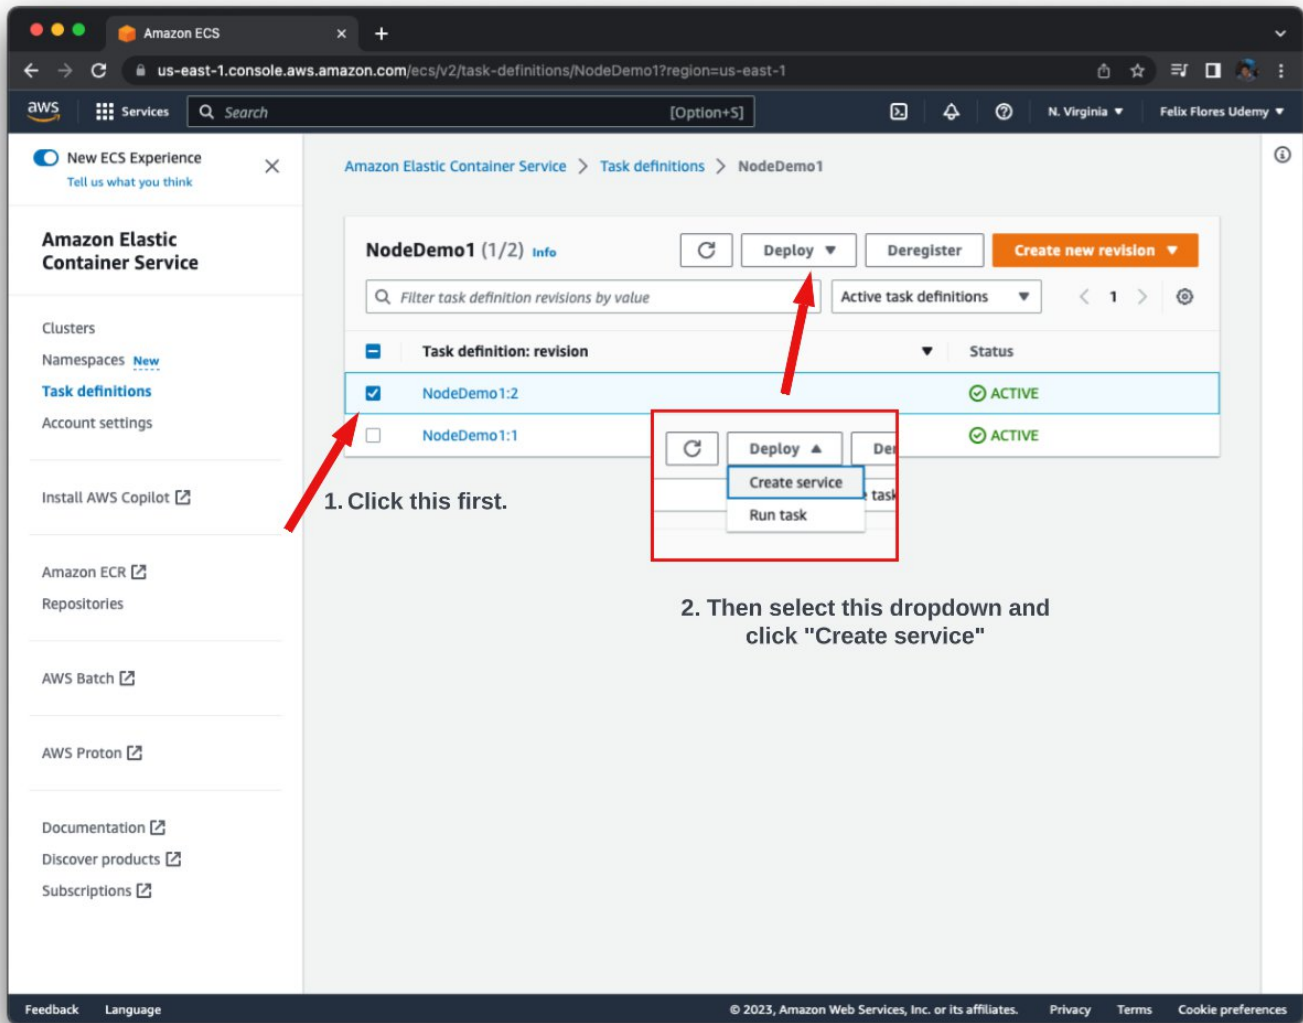 Amazon ECS
us-east-1.console.aws.amazon.com/ecs/v2/task-definitions/NodeDemo1?region=us-east-1
aws Services Search [Option+S] N. Virginia Felix Flores Udemy
New ECS Experience
Tell us what you think
Amazon Elastic
Container Service
Clusters
Namespaces New
Task definitions
Account settings
Install AWS Copilot
Amazon ECR
Repositories
AWS Batch
AWS Proton
Documentation
Discover products
Subscriptions
Amazon Elastic Container Service > Task definitions > NodeDemo1
NodeDemo1 (1/2) Info Deploy Deregister Create new revision
Filter task definition revisions by value Active task definitions 1
Task definition: revision Status
NodeDemo1:2 ACTIVE
NodeDemo1:1 ACTIVE
1. Click this first.
Deploy De
Create service task
Run task
2. Then select this dropdown and
click "Create service"
Feedback Language © 2023, Amazon Web Services, Inc. or its affiliates. Privacy Terms Cookie preferences